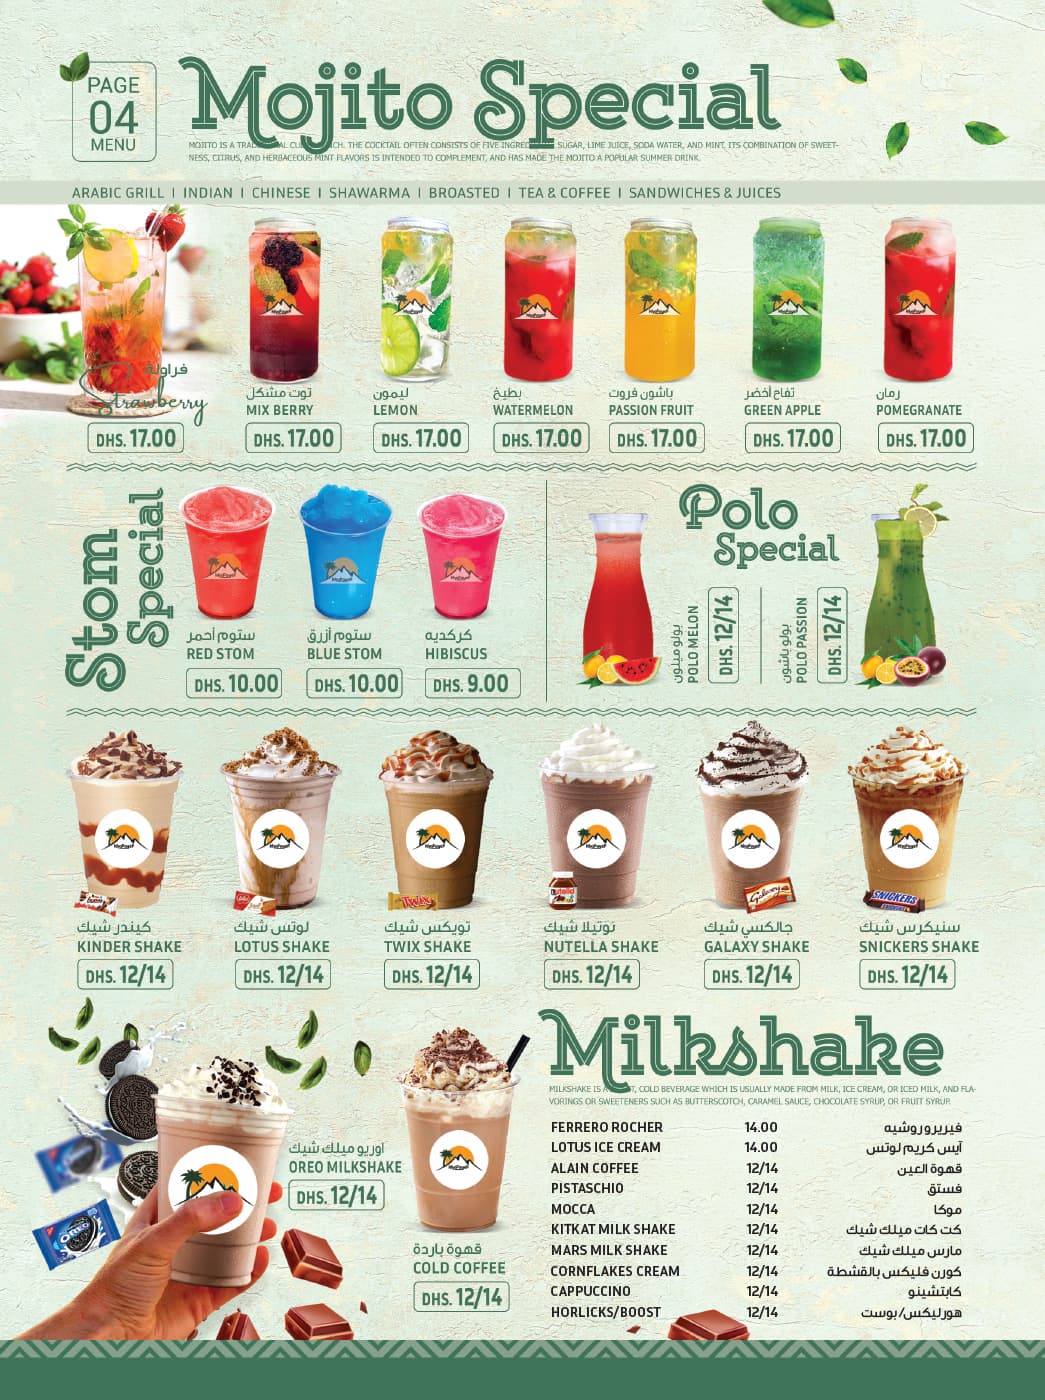 PAGE
04
MENU
Mojito Special
MOJITO IS A TRAD AL CU CH. THE COCKTAIL OFTEN CONSISTS OF FIVE INGRE SUGAR, LIME JUICE, SODA WATER, AND MINT. ITS COMBINATION OF SWEET-
NESS, CITRUS, AND HERBACEOUS MINT FLAVORS IS INTENDED TO COMPLEMENT, AND HAS MADE THE MOJITO A POPULAR SUMMER DRINK.
ARABIC GRILL I INDIAN I CHINESE I SHAWARMA I BROASTED I TEA & COFFEE I SANDWICHES & JUICES
فراولة
Strawberry
DHS. 17.00
توت مشكل
MIX BERRY
DHS. 17.00
ليمون
LEMON
DHS. 17.00
بطيخ
WATERMELON
DHS. 17.00
باشون فروت
PASSION FRUIT
DHS. 17.00
تفاح أخضر
GREEN APPLE
DHS. 17.00
رمان
POMEGRANATE
DHS. 17.00
Stom
Special
ستوم أحمر
RED STOM
DHS. 10.00
ستوم أزرق
BLUE STOM
DHS. 10.00
كركديه
HIBISCUS
DHS. 9.00
Polo
Special
بولو ميلون
POLO MELON
DHS. 12/14
بولو باشون
POLO PASSION
DHS. 12/14
كيندر شيك
KINDER SHAKE
DHS. 12/14
لوتس شيك
LOTUS SHAKE
DHS. 12/14
TWIX
تويكس شيك
TWIX SHAKE
DHS. 12/14
nutella
نوتيلا شيك
NUTELLA SHAKE
DHS. 12/14
Galaxy
جالكسي شيك
GALAXY SHAKE
DHS. 12/14
SNICKERS
سنيكرس شيك
SNICKERS SHAKE
DHS. 12/14
OREO
اوريو ميلك شيك
OREO MILKSHAKE
DHS. 12/14
قهوة باردة
COLD COFFEE
DHS. 12/14
Milkshake
MILKSHAKE IS A T, COLD BEVERAGE WHICH IS USUALLY MADE FROM MILK, ICE CREAM, OR ICED MILK, AND FLA-
VORINGS OR SWEETENERS SUCH AS BUTTERSCOTCH, CARAMEL SAUCE, CHOCOLATE SYRUP, OR FRUIT SYRUP.
FERRERO ROCHER 14.00 فيريرو روشيه
LOTUS ICE CREAM 14.00 آيس كريم لوتس
ALAIN COFFEE 12/14 قهوة العين
PISTASCHIO 12/14 فستق
MOCCA 12/14 موكا
KITKAT MILK SHAKE 12/14 كت كات ميلك شيك
MARS MILK SHAKE 12/14 مارس ميلك شيك
CORNFLAKES CREAM 12/14 كورن فليكس بالقشطة
CAPPUCCINO 12/14 كابتشينو
HORLICKS/BOOST 12/14 هورليكس/بوست